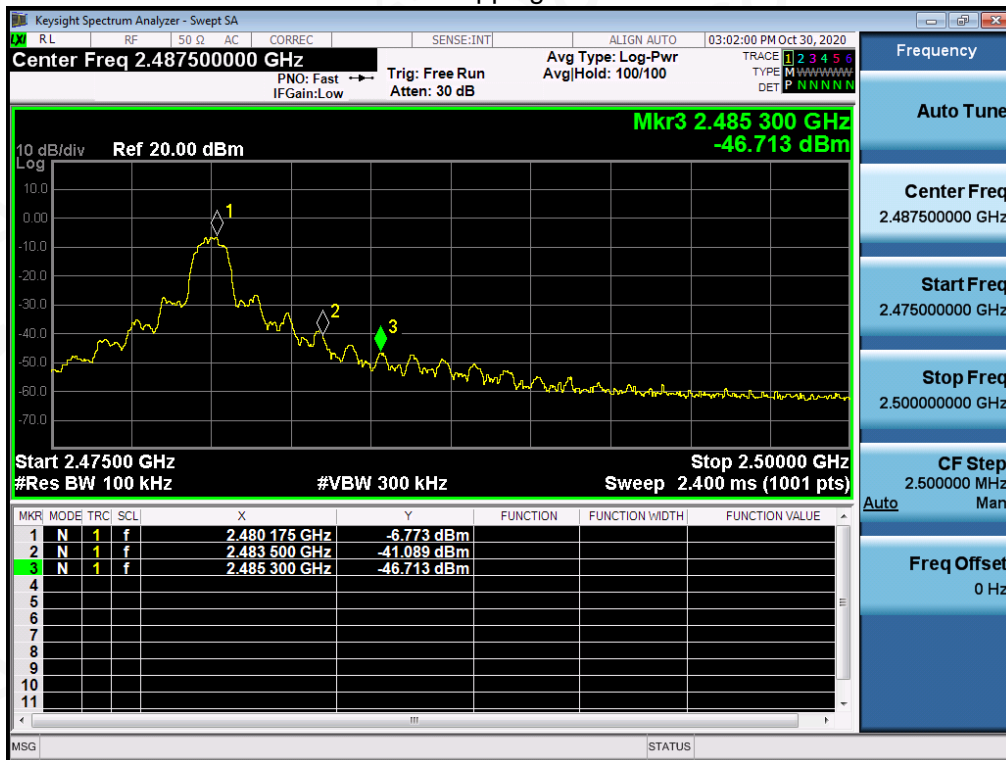 pping
Keysight Spectrum Analyzer - Swept SA
LXI RL RF 50 Ω AC CORREC SENSE:INT ALIGN AUTO 03:02:00 PM Oct 30, 2020
Center Freq 2.487500000 GHz
PNO: Fast
IFGain:Low
Trig: Free Run
Atten: 30 dB
Avg Type: Log-Pwr
Avg|Hold: 100/100
TRACE 1 2 3 4 5 6
TYPE M W W W W W
DET P N N N N N
Mkr3 2.485 300 GHz
-46.713 dBm
10 dB/div Ref 20.00 dBm
Log
10.0
0.00
-10.0
-20.0
-30.0
-40.0
-50.0
-60.0
-70.0
1
2
3
Start 2.47500 GHz Stop 2.50000 GHz
#Res BW 100 kHz #VBW 300 kHz Sweep 2.400 ms (1001 pts)
MKR MODE TRC SCL X Y FUNCTION FUNCTION WIDTH FUNCTION VALUE
1 N 1 f 2.480 175 GHz -6.773 dBm
2 N 1 f 2.483 500 GHz -41.089 dBm
3 N 1 f 2.485 300 GHz -46.713 dBm
4
5
6
7
8
9
10
11
MSG STATUS
Frequency
Auto Tune
Center Freq
2.487500000 GHz
Start Freq
2.475000000 GHz
Stop Freq
2.500000000 GHz
CF Step
2.500000 MHz
Auto Man
Freq Offset
0 Hz